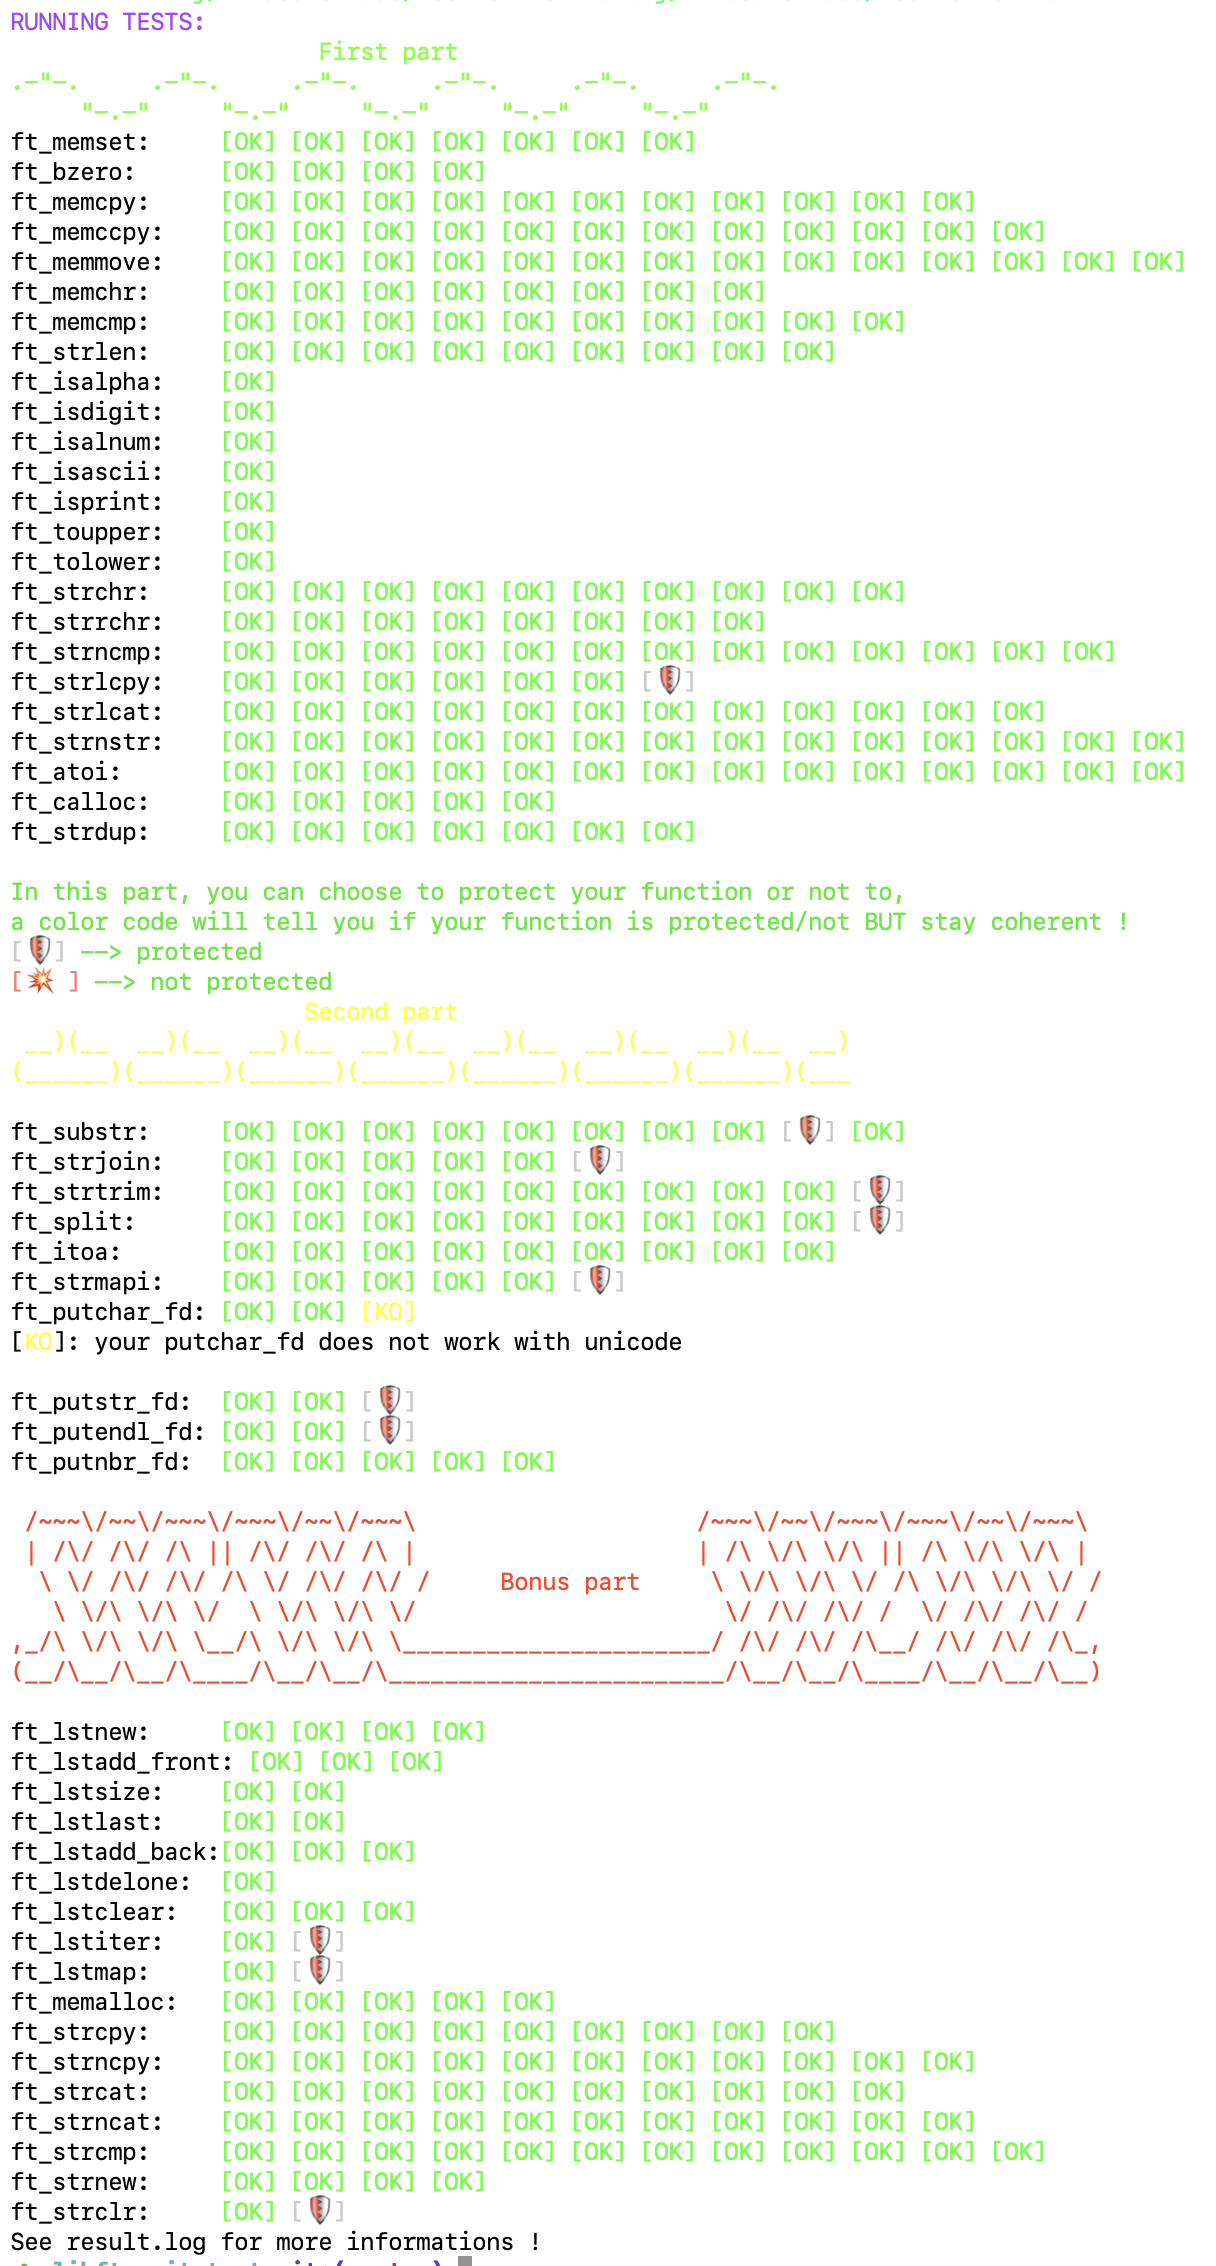 RUNNING TESTS:
First part
.—"—.     .—"—.     .—"—.     .—"—.     .—"—.     .—"—.
     "—.—"     "—.—"     "—.—"     "—.—"     "—.—"
ft_memset: [OK] [OK] [OK] [OK] [OK] [OK] [OK]
ft_bzero: [OK] [OK] [OK] [OK]
ft_memcpy: [OK] [OK] [OK] [OK] [OK] [OK] [OK] [OK] [OK] [OK] [OK]
ft_memccpy: [OK] [OK] [OK] [OK] [OK] [OK] [OK] [OK] [OK] [OK] [OK] [OK]
ft_memmove: [OK] [OK] [OK] [OK] [OK] [OK] [OK] [OK] [OK] [OK] [OK] [OK] [OK] [OK]
ft_memchr: [OK] [OK] [OK] [OK] [OK] [OK] [OK] [OK]
ft_memcmp: [OK] [OK] [OK] [OK] [OK] [OK] [OK] [OK] [OK] [OK]
ft_strlen: [OK] [OK] [OK] [OK] [OK] [OK] [OK] [OK] [OK]
ft_isalpha: [OK]
ft_isdigit: [OK]
ft_isalnum: [OK]
ft_isascii: [OK]
ft_isprint: [OK]
ft_toupper: [OK]
ft_tolower: [OK]
ft_strchr: [OK] [OK] [OK] [OK] [OK] [OK] [OK] [OK] [OK] [OK]
ft_strrchr: [OK] [OK] [OK] [OK] [OK] [OK] [OK] [OK]
ft_strncmp: [OK] [OK] [OK] [OK] [OK] [OK] [OK] [OK] [OK] [OK] [OK] [OK] [OK]
ft_strlcpy: [OK] [OK] [OK] [OK] [OK] [OK] [🛡]
ft_strlcat: [OK] [OK] [OK] [OK] [OK] [OK] [OK] [OK] [OK] [OK] [OK] [OK]
ft_strnstr: [OK] [OK] [OK] [OK] [OK] [OK] [OK] [OK] [OK] [OK] [OK] [OK] [OK] [OK]
ft_atoi: [OK] [OK] [OK] [OK] [OK] [OK] [OK] [OK] [OK] [OK] [OK] [OK] [OK] [OK]
ft_calloc: [OK] [OK] [OK] [OK] [OK]
ft_strdup: [OK] [OK] [OK] [OK] [OK] [OK] [OK]
In this part, you can choose to protect your function or not to,
a color code will tell you if your function is protected/not BUT stay coherent !
[🛡] ——> protected
[💥 ] ——> not protected
Second part
 __)(__  __)(__  __)(__  __)(__  __)(__  __)(__  __)(__  __)
(______)(______)(______)(______)(______)(______)(______)(___
ft_substr: [OK] [OK] [OK] [OK] [OK] [OK] [OK] [OK] [🛡] [OK]
ft_strjoin: [OK] [OK] [OK] [OK] [OK] [🛡]
ft_strtrim: [OK] [OK] [OK] [OK] [OK] [OK] [OK] [OK] [OK] [🛡]
ft_split: [OK] [OK] [OK] [OK] [OK] [OK] [OK] [OK] [OK] [🛡]
ft_itoa: [OK] [OK] [OK] [OK] [OK] [OK] [OK] [OK] [OK]
ft_strmapi: [OK] [OK] [OK] [OK] [OK] [🛡]
ft_putchar_fd: [OK] [OK] [KO]
[KO]: your putchar_fd does not work with unicode
ft_putstr_fd: [OK] [OK] [🛡]
ft_putendl_fd: [OK] [OK] [🛡]
ft_putnbr_fd: [OK] [OK] [OK] [OK] [OK]
 /~~~\/~~\/~~~\/~~~\/~~\/~~~\                    /~~~\/~~\/~~~\/~~~\/~~\/~~~\
 | /\/ /\/ /\ || /\/ /\/ /\ |                    | /\ \/\ \/\ || /\ \/\ \/\ |
  \ \/ /\/ /\/ /\ \/ /\/ /\/ /     Bonus part     \ \/\ \/\ \/ /\ \/\ \/\ \/ /
   \ \/\ \/\ \/  \ \/\ \/\ \/                      \/ /\/ /\/ /  \/ /\/ /\/ /
,_/\ \/\ \/\ \__/\ \/\ \/\ \______________________/ /\/ /\/ /\__/ /\/ /\/ /\_,
(__/\__/\__/\____/\__/\__/\________________________/\__/\__/\____/\__/\__/\__)
ft_lstnew: [OK] [OK] [OK] [OK]
ft_lstadd_front: [OK] [OK] [OK]
ft_lstsize: [OK] [OK]
ft_lstlast: [OK] [OK]
ft_lstadd_back:[OK] [OK] [OK]
ft_lstdelone: [OK]
ft_lstclear: [OK] [OK] [OK]
ft_lstiter: [OK] [🛡]
ft_lstmap: [OK] [🛡]
ft_memalloc: [OK] [OK] [OK] [OK] [OK]
ft_strcpy: [OK] [OK] [OK] [OK] [OK] [OK] [OK] [OK] [OK]
ft_strncpy: [OK] [OK] [OK] [OK] [OK] [OK] [OK] [OK] [OK] [OK] [OK]
ft_strcat: [OK] [OK] [OK] [OK] [OK] [OK] [OK] [OK] [OK] [OK]
ft_strncat: [OK] [OK] [OK] [OK] [OK] [OK] [OK] [OK] [OK] [OK] [OK]
ft_strcmp: [OK] [OK] [OK] [OK] [OK] [OK] [OK] [OK] [OK] [OK] [OK] [OK]
ft_strnew: [OK] [OK] [OK] [OK]
ft_strclr: [OK] [🛡]
See result.log for more informations !